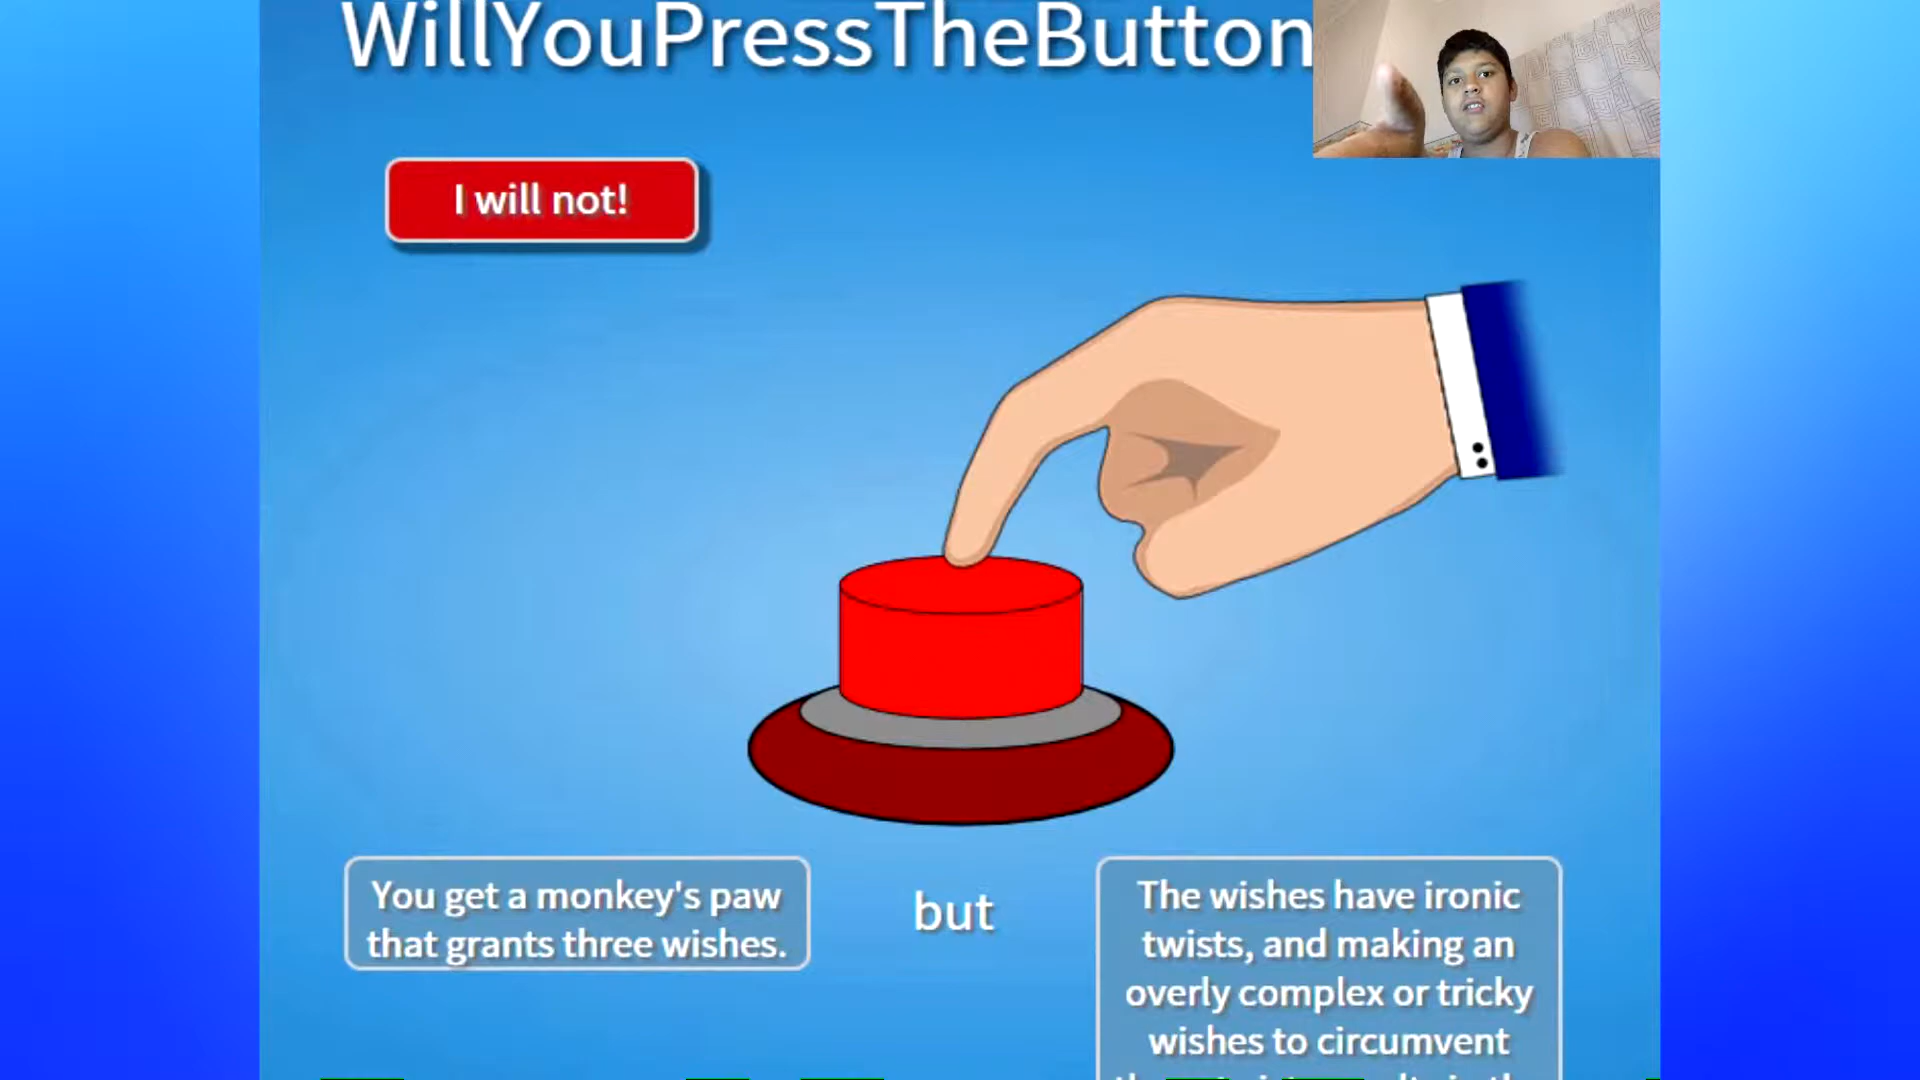 WillYouPressTheButton
I will not!
You get a monkey's paw
that grants three wishes.
but
The wishes have ironic
twists, and making an
overly complex or tricky
wishes to circumvent